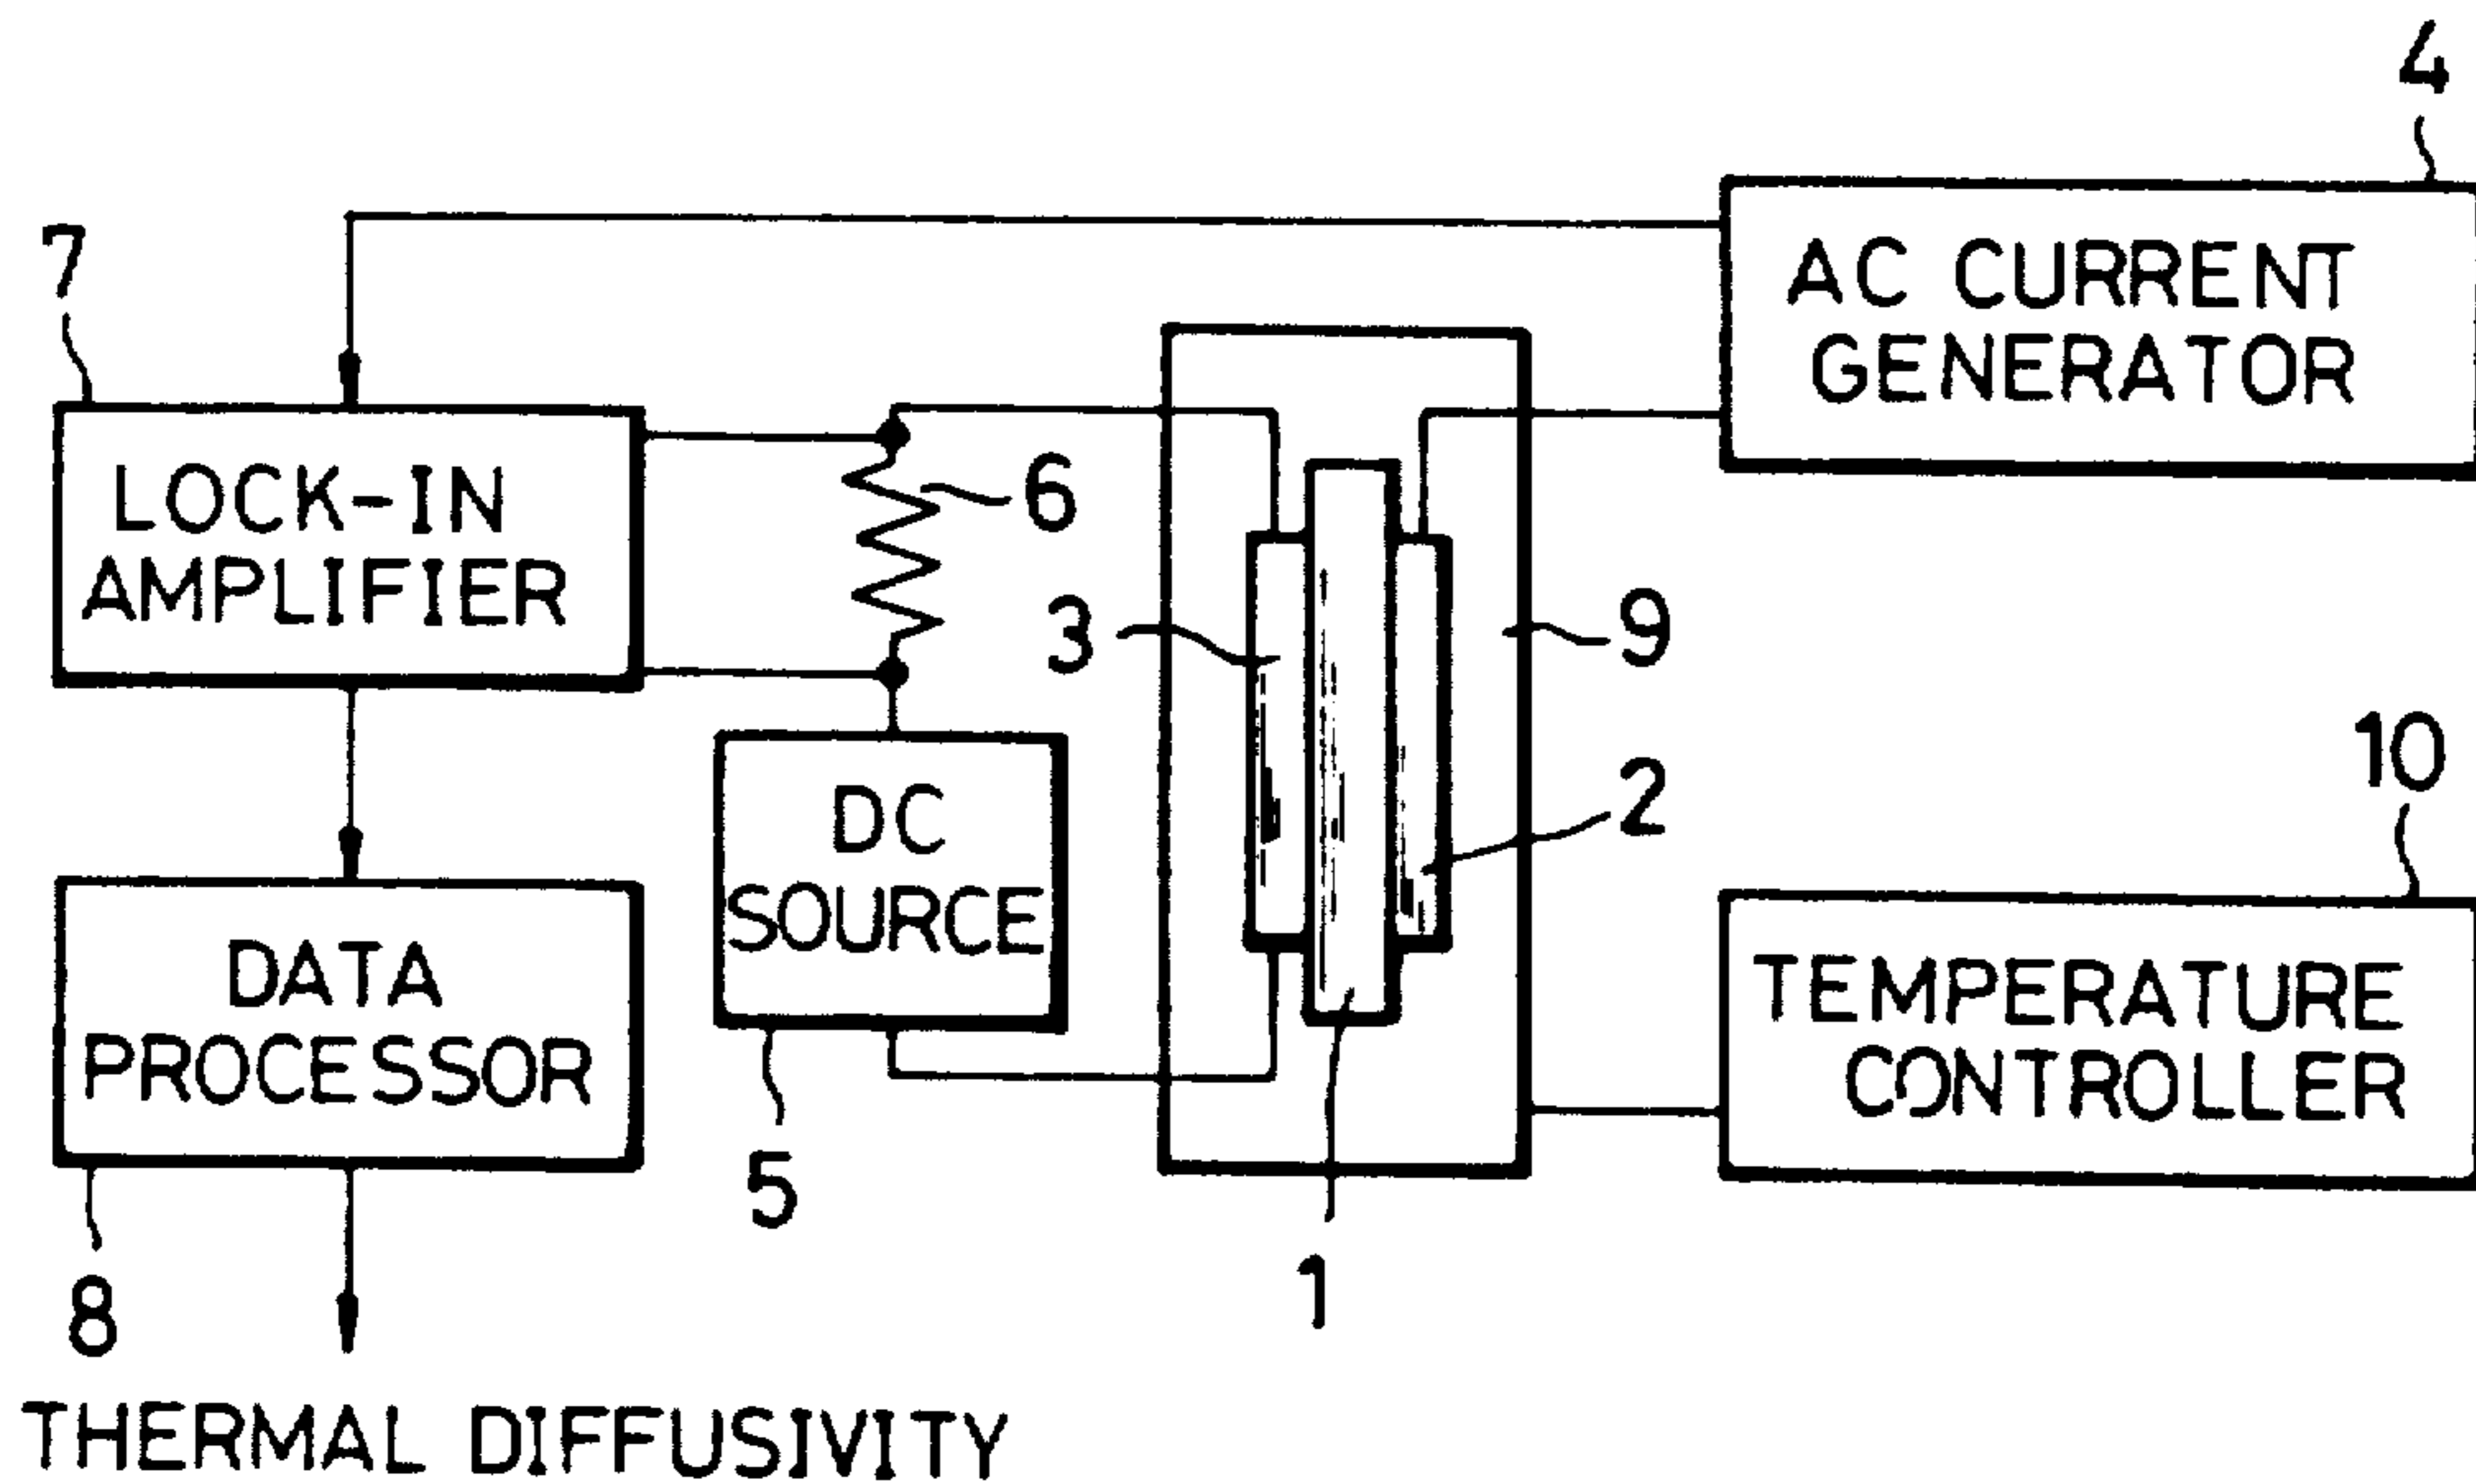 4
AC CURRENT
GENERATOR
7
LOCK-IN
AMPLIFIER
6
3
9
2
10
DC
SOURCE
DATA
PROCESSOR
TEMPERATURE
CONTROLLER
5
8
1
THERMAL DIFFUSIVITY